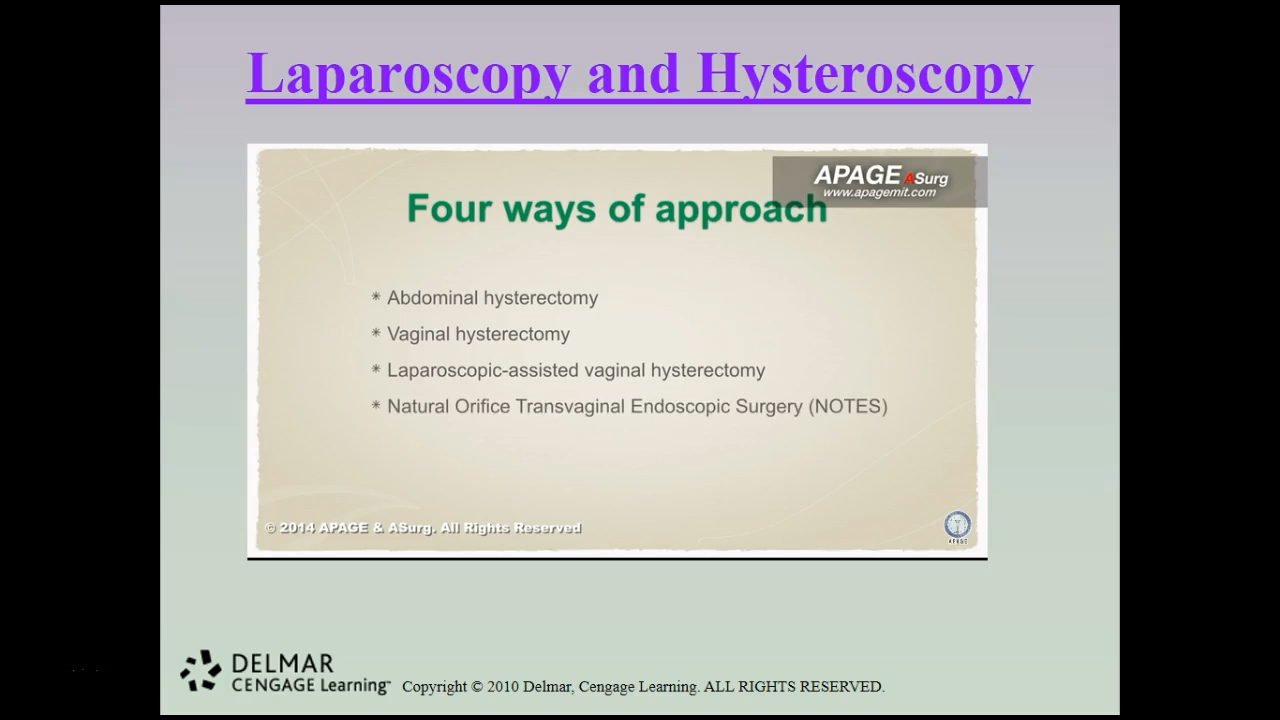 Laparoscopy and Hysteroscopy
APAGE ASurg
www.apagemit.com
Four ways of approach
* Abdominal hysterectomy
* Vaginal hysterectomy
* Laparoscopic-assisted vaginal hysterectomy
* Natural Orifice Transvaginal Endoscopic Surgery (NOTES)
© 2014 APAGE & ASurg. All Rights Reserved
APAGE
DELMAR
CENGAGE Learning™
Copyright © 2010 Delmar, Cengage Learning. ALL RIGHTS RESERVED.